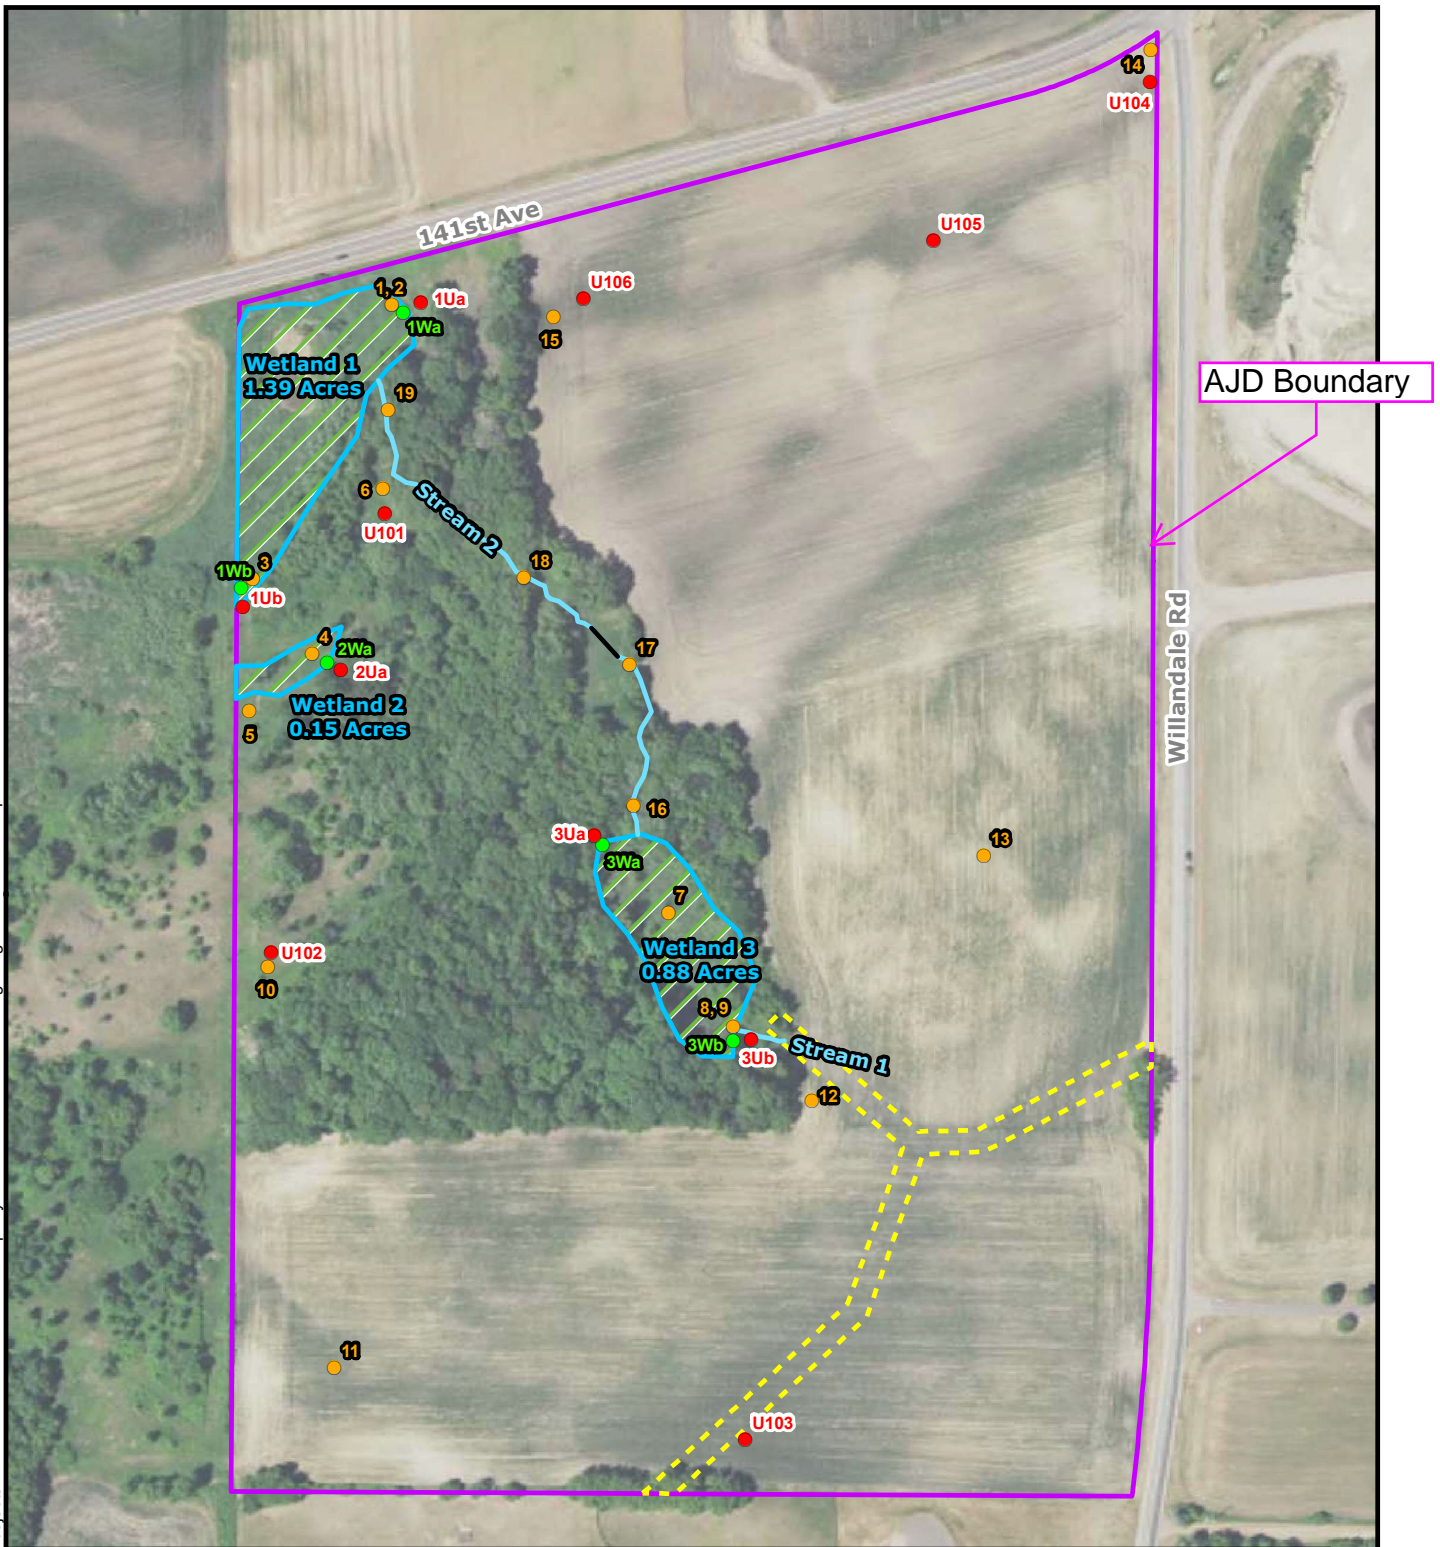 14
U104
141st Ave
U105
U106
1, 2
1Ua
1Wa
15
Wetland 1
1.39 Acres
AJD Boundary
19
6
Stream 2
U101
18
3
1Wb
1Ub
4
2Wa
2Ua
17
Willandale Rd
Wetland 2
0.15 Acres
5
16
3Ua
3Wa
13
7
Wetland 3
0.88 Acres
U102
10
8, 9
3Wb
3Ub
Stream 1
12
11
U103